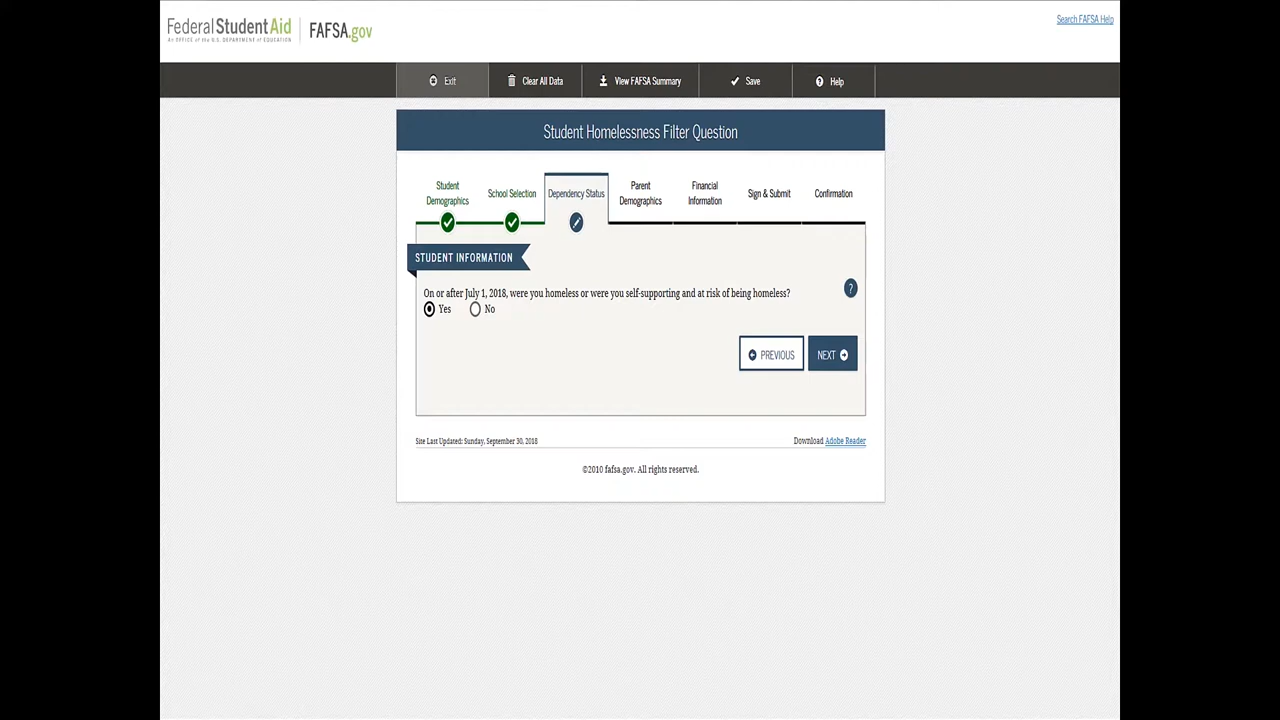 Federal Student Aid
An OFFICE of the U.S. DEPARTMENT of EDUCATION
FAFSA.gov
Search FAFSA Help
Exit
Clear All Data
View FAFSA Summary
Save
Help
Student Homelessness Filter Question
Student
Demographics
School Selection
Dependency Status
Parent
Demographics
Financial
Information
Sign & Submit
Confirmation
STUDENT INFORMATION
On or after July 1, 2018, were you homeless or were you self-supporting and at risk of being homeless?
?
Yes
No
PREVIOUS
NEXT
Site Last Updated: Sunday, September 30, 2018
Download Adobe Reader
©2010 fafsa.gov. All rights reserved.